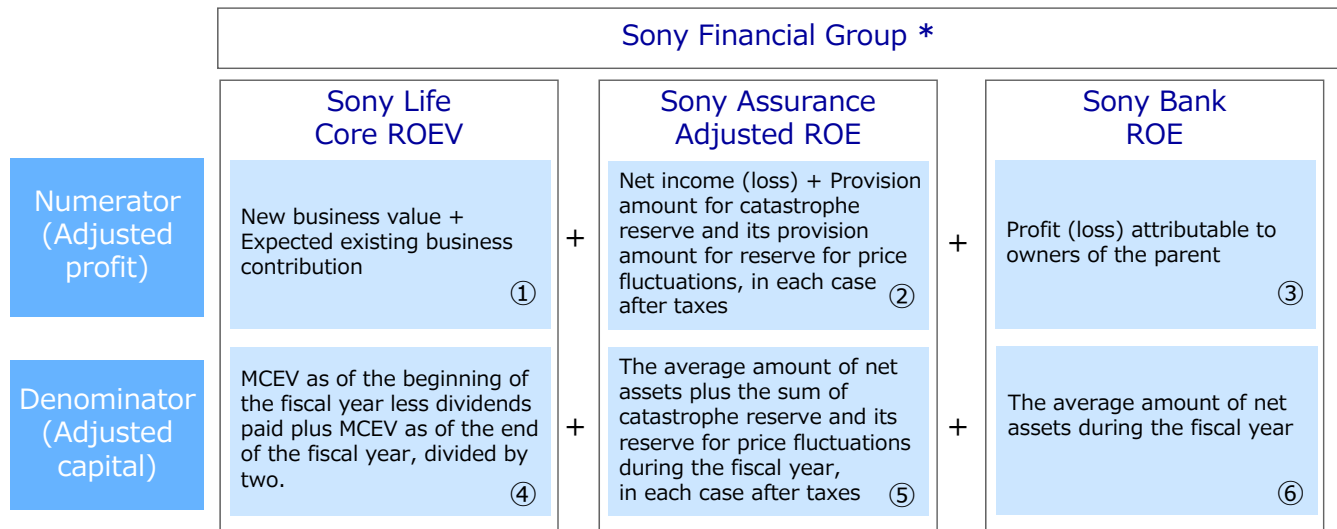 Sony Financial Group *
Sony Life
Core ROEV
Sony Assurance
Adjusted ROE
Sony Bank
ROE
Numerator
(Adjusted
profit)
New business value +
Expected existing business
contribution
①
+
Net income (loss) + Provision
amount for catastrophe
reserve and its provision
amount for reserve for price
fluctuations, in each case
after taxes
②
+
Profit (loss) attributable to
owners of the parent
③
Denominator
(Adjusted
capital)
MCEV as of the beginning of
the fiscal year less dividends
paid plus MCEV as of the end
of the fiscal year, divided by
two.
④
+
The average amount of net
assets plus the sum of
catastrophe reserve and its
reserve for price fluctuations
during the fiscal year,
in each case after taxes
⑤
+
The average amount of net
assets during the fiscal year
⑥